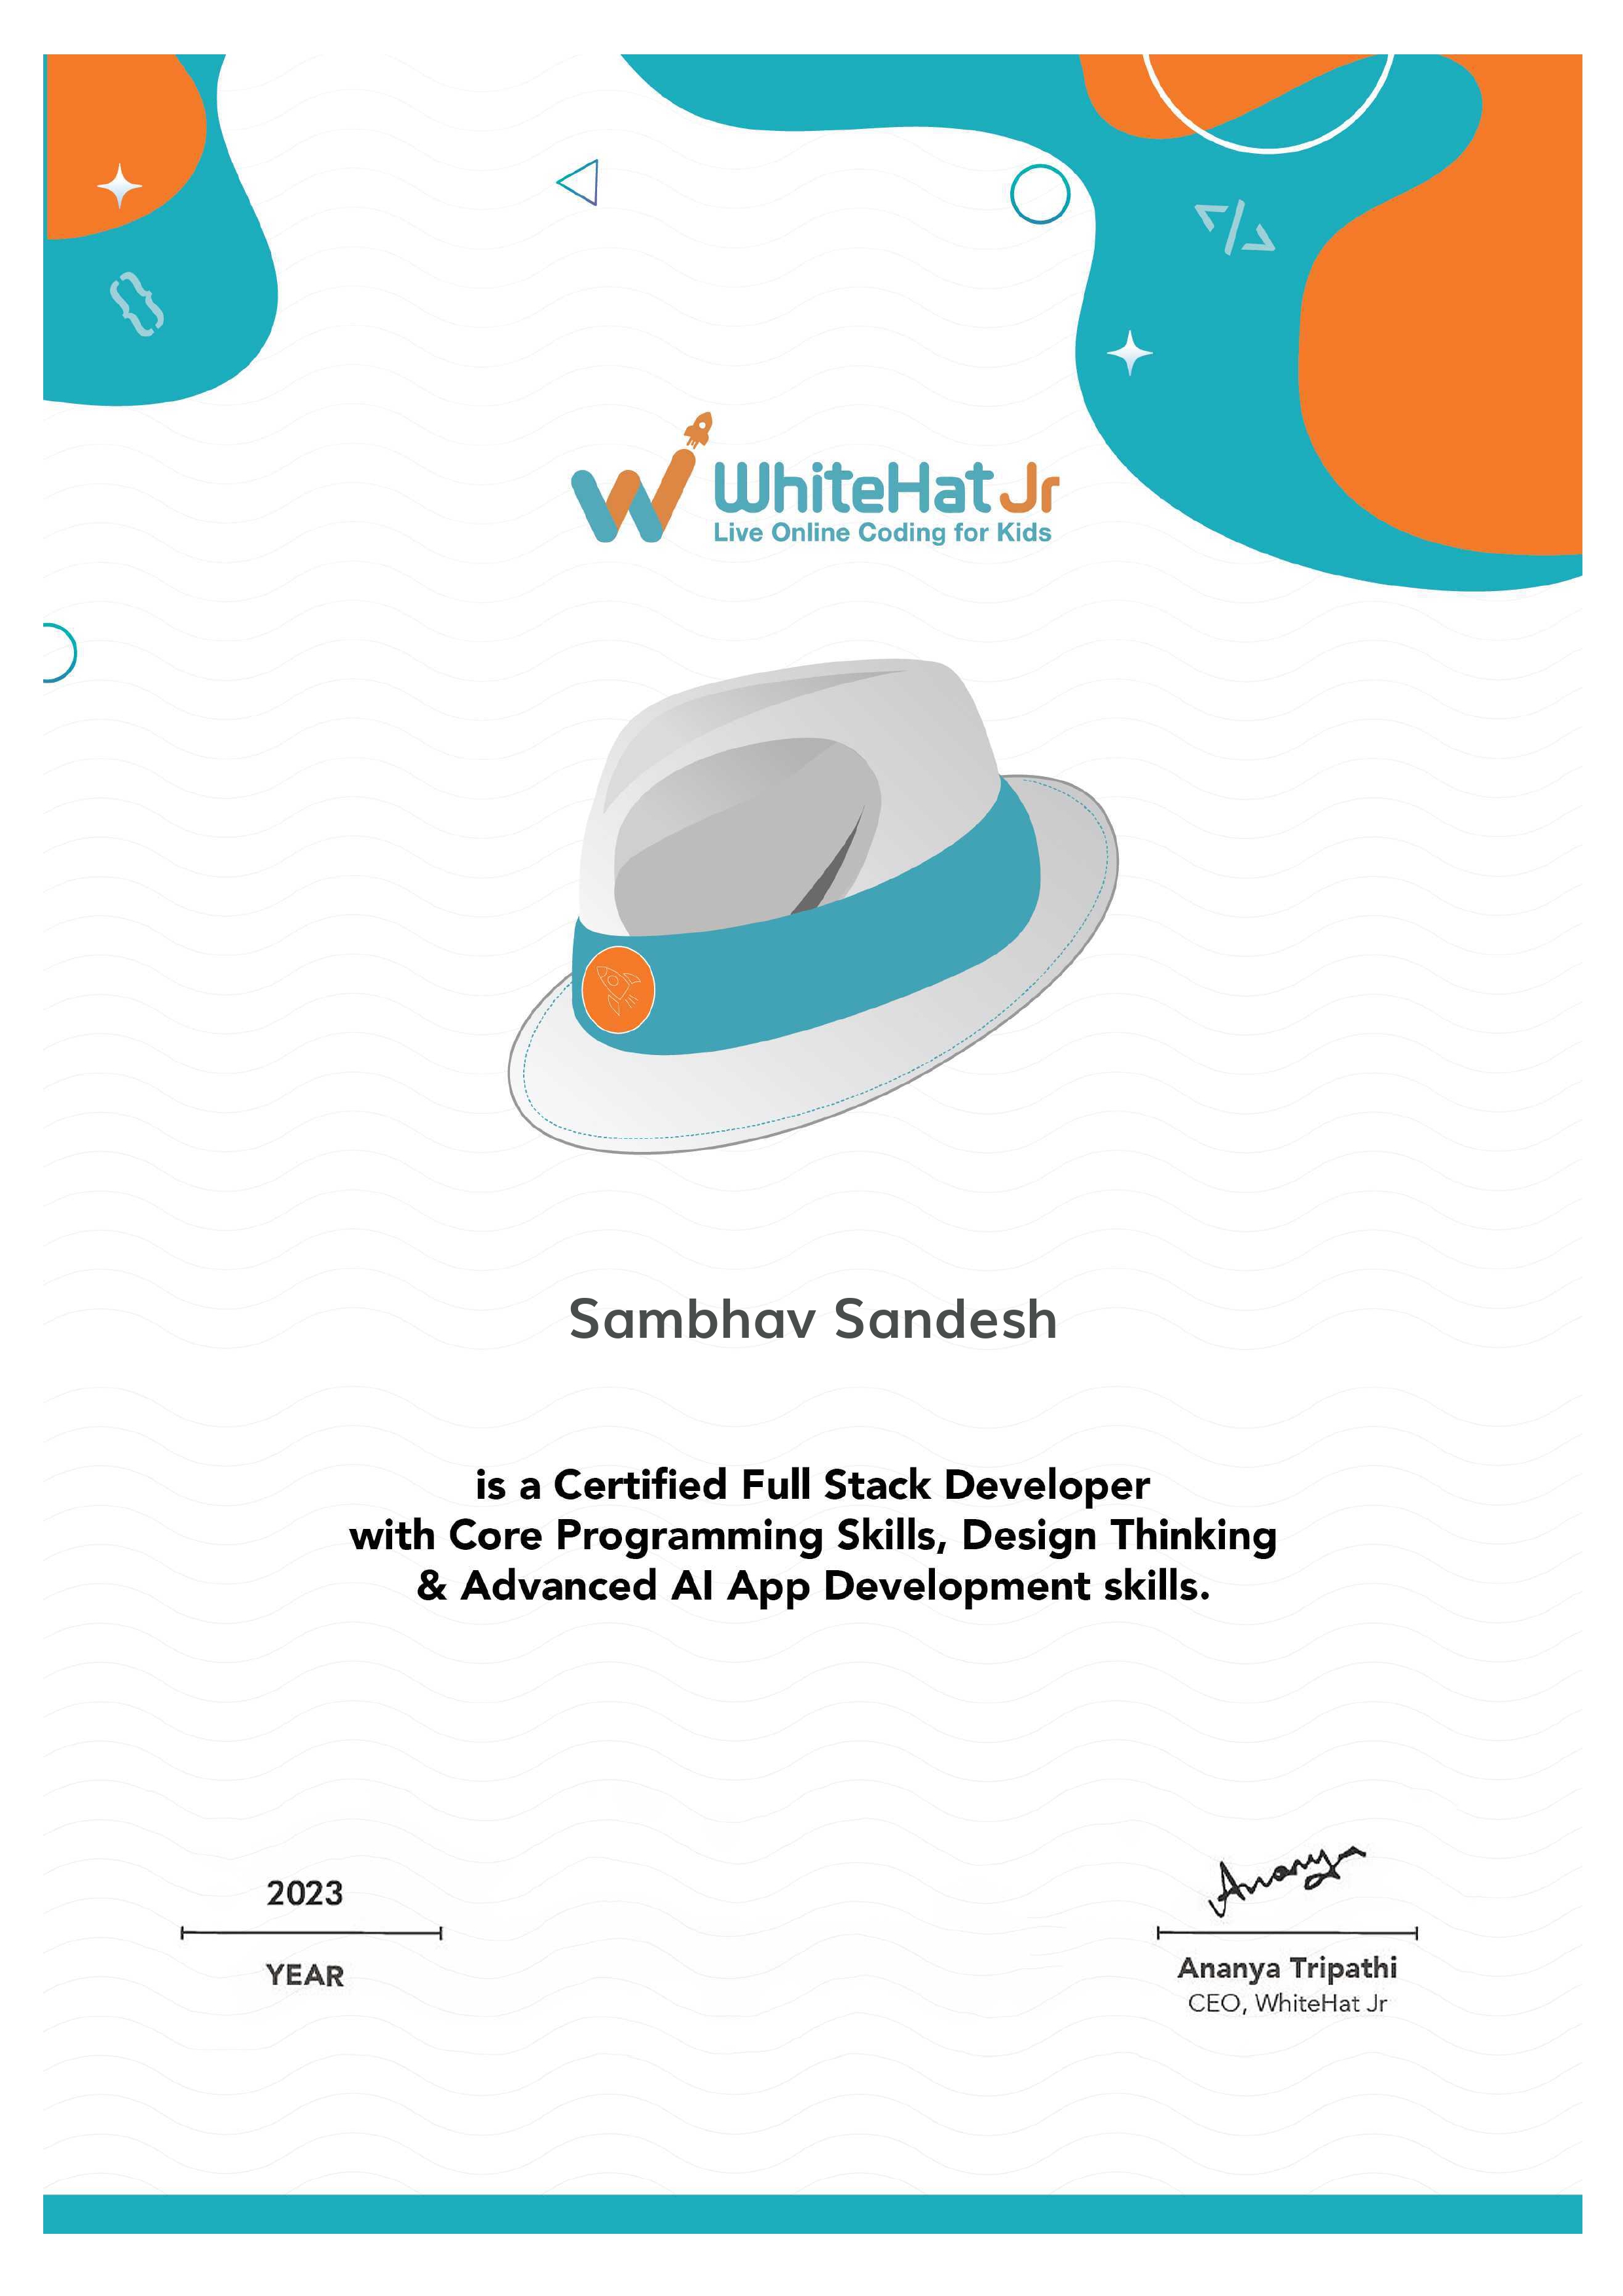 WhiteHat Jr
Live Online Coding for Kids
Sambhav Sandesh
is a Certified Full Stack Developer
with Core Programming Skills, Design Thinking
& Advanced AI App Development skills.
2023
YEAR
Ananya
Ananya Tripathi
CEO, WhiteHat Jr